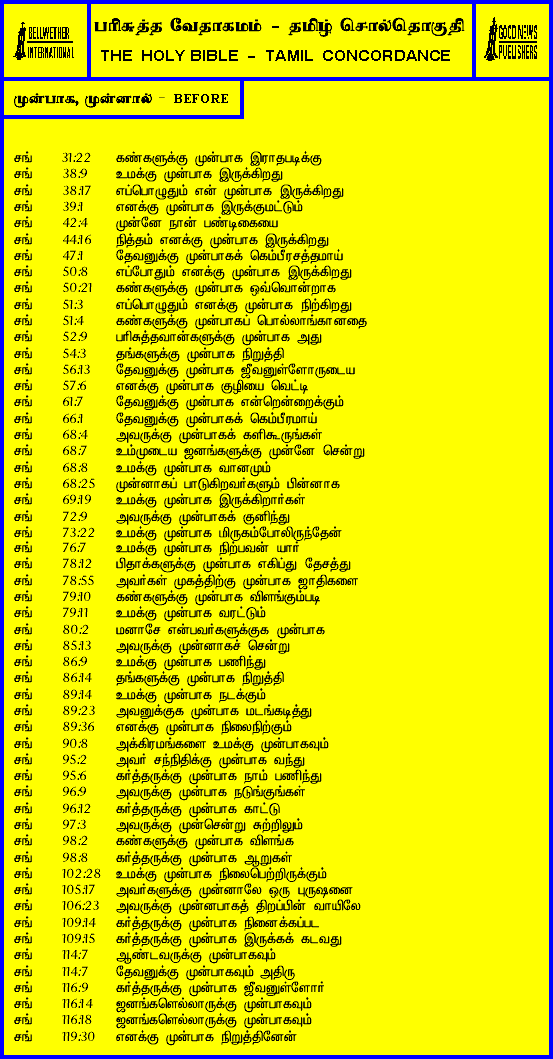 BELLWETHER
INTERNATIONAL
பரிசுத்த வேதாகமம் - தமிழ் சொல்தொகுதி
THE HOLY BIBLE - TAMIL CONCORDANCE
GOOD NEWS
PUBLISHERS
முன்பாக, முன்னால் - BEFORE
சங் 31:22 கண்களுக்கு முன்பாக இராதபடிக்கு
சங் 38:9 உமக்கு முன்பாக இருக்கிறது
சங் 38:17 எப்பொழுதும் என் முன்பாக இருக்கிறது
சங் 39:1 எனக்கு முன்பாக இருக்குமட்டும்
சங் 42:4 முன்னே நான் பண்டிகையை
சங் 44:16 நித்தம் எனக்கு முன்பாக இருக்கிறது
சங் 47:1 தேவனுக்கு முன்பாகக் கெம்பீரசத்தமாய்
சங் 50:8 எப்போதும் எனக்கு முன்பாக இருக்கிறது
சங் 50:21 கண்களுக்கு முன்பாக ஒவ்வொன்றாக
சங் 51:3 எப்பொழுதும் எனக்கு முன்பாக நிற்கிறது
சங் 51:4 கண்களுக்கு முன்பாகப் பொல்லாங்கானதை
சங் 52:9 பரிசுத்தவான்களுக்கு முன்பாக அது
சங் 54:3 தங்களுக்கு முன்பாக நிறுத்தி
சங் 56:13 தேவனுக்கு முன்பாக ஜீவனுள்ளோருடைய
சங் 57:6 எனக்கு முன்பாக குழியை வெட்டி
சங் 61:7 தேவனுக்கு முன்பாக என்றென்றைக்கும்
சங் 66:1 தேவனுக்கு முன்பாகக் கெம்பீரமாய்
சங் 68:4 அவருக்கு முன்பாகக் களிகூருங்கள்
சங் 68:7 உம்முடைய ஜனங்களுக்கு முன்னே சென்று
சங் 68:8 உமக்கு முன்பாக வானமும்
சங் 68:25 முன்னாகப் பாடுகிறவர்களும் பின்னாக
சங் 69:19 உமக்கு முன்பாக இருக்கிறார்கள்
சங் 72:9 அவருக்கு முன்பாகக் குனிந்து
சங் 73:22 உமக்கு முன்பாக மிருகம்போலிருந்தேன்
சங் 76:7 உமக்கு முன்பாக நிற்பவன் யார்
சங் 78:12 பிதாக்களுக்கு முன்பாக எகிப்து தேசத்து
சங் 78:55 அவர்கள் முகத்திற்கு முன்பாக ஜாதிகளை
சங் 79:10 கண்களுக்கு முன்பாக விளங்கும்படி
சங் 79:11 உமக்கு முன்பாக வரட்டும்
சங் 80:2 மனாசே என்பவர்களுக்குக முன்பாக
சங் 85:13 அவருக்கு முன்னாகச் சென்று
சங் 86:9 உமக்கு முன்பாக பணிந்து
சங் 86:14 தங்களுக்கு முன்பாக நிறுத்தி
சங் 89:14 உமக்கு முன்பாக நடக்கும்
சங் 89:23 அவனுக்குக முன்பாக மடங்கடித்து
சங் 89:36 எனக்கு முன்பாக நிலைநிற்கும்
சங் 90:8 அக்கிரமங்களை உமக்கு முன்பாகவும்
சங் 95:2 அவர் சந்நிதிக்கு முன்பாக வந்து
சங் 95:6 கர்த்தருக்கு முன்பாக நாம் பணிந்து
சங் 96:9 அவருக்கு முன்பாக நடுங்குங்கள்
சங் 96:12 கர்த்தருக்கு முன்பாக காட்டு
சங் 97:3 அவருக்கு முன்சென்று சுற்றிலும்
சங் 98:2 கண்களுக்கு முன்பாக விளங்க
சங் 98:8 கர்த்தருக்கு முன்பாக ஆறுகள்
சங் 102:28 உமக்கு முன்பாக நிலைபெற்றிருக்கும்
சங் 105:17 அவர்களுக்கு முன்னாலே ஒரு புருஷனை
சங் 106:23 அவருக்கு முன்னபாகத் திறப்பின் வாயிலே
சங் 109:14 கர்த்தருக்கு முன்பாக நினைக்கப்பட
சங் 109:15 கர்த்தருக்கு முன்பாக இருக்கக் கடவது
சங் 114:7 ஆண்டவருக்கு முன்பாகவும்
சங் 114:7 தேவனுக்கு முன்பாகவும் அதிரு
சங் 116:9 கர்த்தருக்கு முன்பாக ஜீவனுள்ளோர்
சங் 116:14 ஜனங்களெல்லாருக்கு முன்பாகவும்
சங் 116:18 ஜனங்களெல்லாருக்கு முன்பாகவும்
சங் 119:30 எனக்கு முன்பாக நிறுத்தினேன்